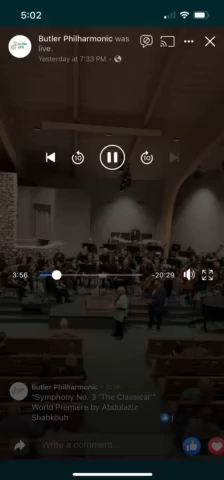 5:02
Butler Philharmonic was
live.
Yesterday at 7:33 PM ·
10
10
3:56
-20:29
Butler Philharmonic
"Symphony No. 3 "The Classical""
World Premiere by Abdulaziz
Shabkouh
1
Write a comment...